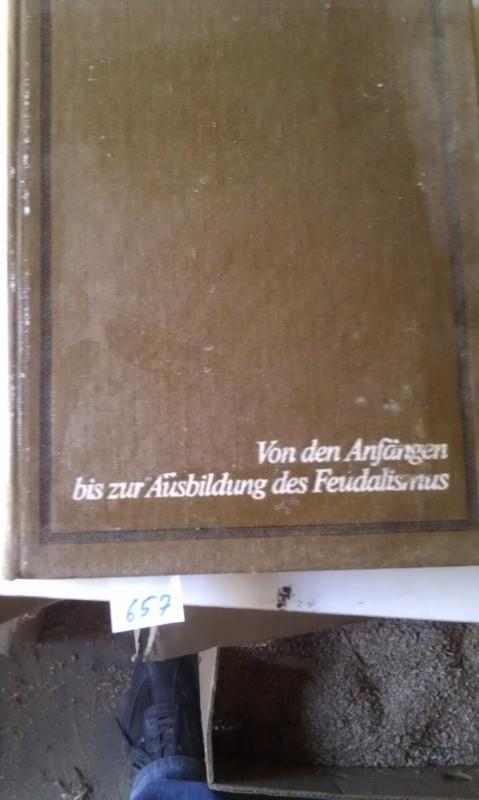 Von den Anfängen
bis zur Ausbildung des Feudalismus
657